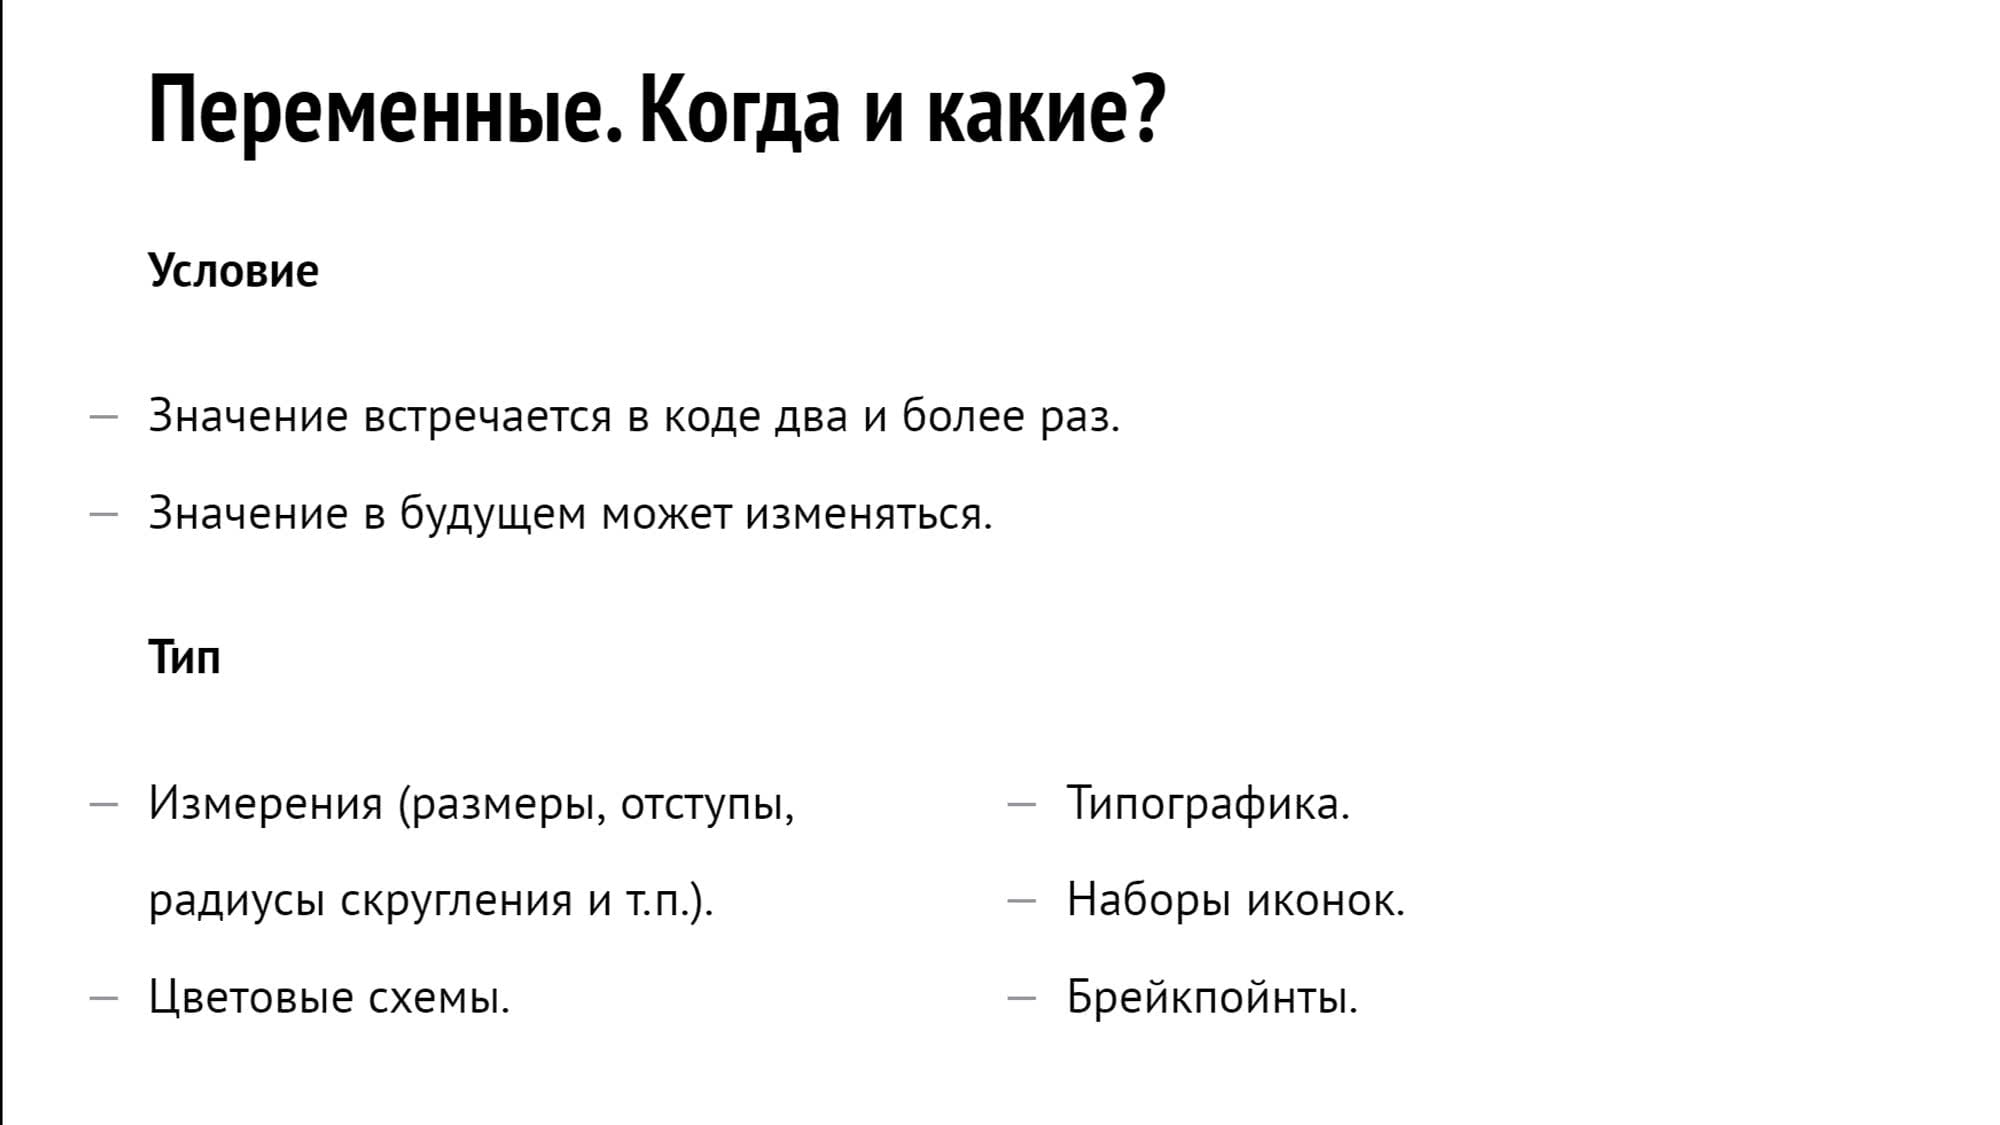 Переменные. Когда и какие?
Условие
— Значение встречается в коде два и более раз.
— Значение в будущем может изменяться.
Тип
— Измерения (размеры, отступы,
радиусы скругления и т.п.).
— Цветовые схемы.
— Типографика.
— Наборы иконок.
— Брейкпойнты.